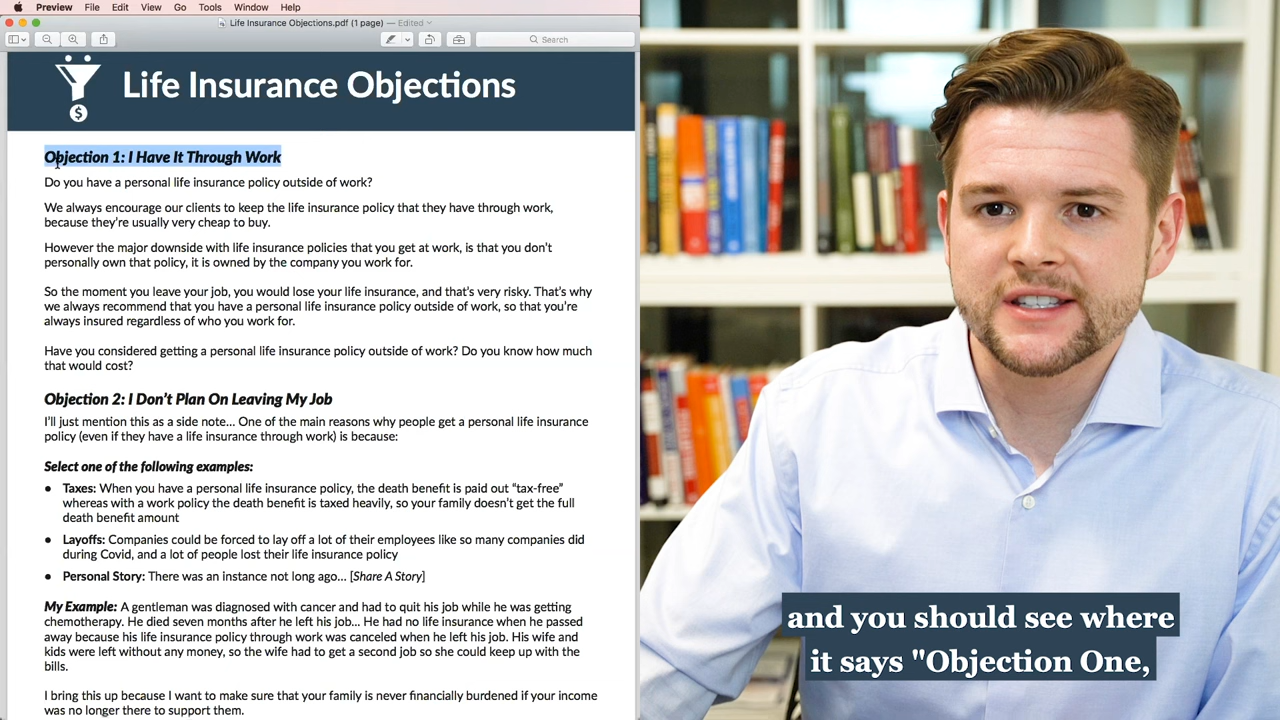 Preview File Edit View Go Tools Window Help
Life Insurance Objections.pdf (1 page) — Edited
Search
$
Life Insurance Objections
Objection 1: I Have It Through Work
Do you have a personal life insurance policy outside of work?
We always encourage our clients to keep the life insurance policy that they have through work,
because they’re usually very cheap to buy.
However the major downside with life insurance policies that you get at work, is that you don’t
personally own that policy, it is owned by the company you work for.
So the moment you leave your job, you would lose your life insurance, and that’s very risky. That’s why
we always recommend that you have a personal life insurance policy outside of work, so that you’re
always insured regardless of who you work for.
Have you considered getting a personal life insurance policy outside of work? Do you know how much
that would cost?
Objection 2: I Don’t Plan On Leaving My Job
I’ll just mention this as a side note... One of the main reasons why people get a personal life insurance
policy (even if they have a life insurance through work) is because:
Select one of the following examples:
● Taxes: When you have a personal life insurance policy, the death benefit is paid out “tax-free”
whereas with a work policy the death benefit is taxed heavily, so your family doesn’t get the full
death benefit amount
● Layoffs: Companies could be forced to lay off a lot of their employees like so many companies did
during Covid, and a lot of people lost their life insurance policy
● Personal Story: There was an instance not long ago... [Share A Story]
My Example: A gentleman was diagnosed with cancer and had to quit his job while he was getting
chemotherapy. He died seven months after he left his job... He had no life insurance when he passed
away because his life insurance policy through work was canceled when he left his job. His wife and
kids were left without any money, so the wife had to get a second job so she could keep up with the
bills.
I bring this up because I want to make sure that your family is never financially burdened if your income
was no longer there to support them.
and you should see where
it says "Objection One,